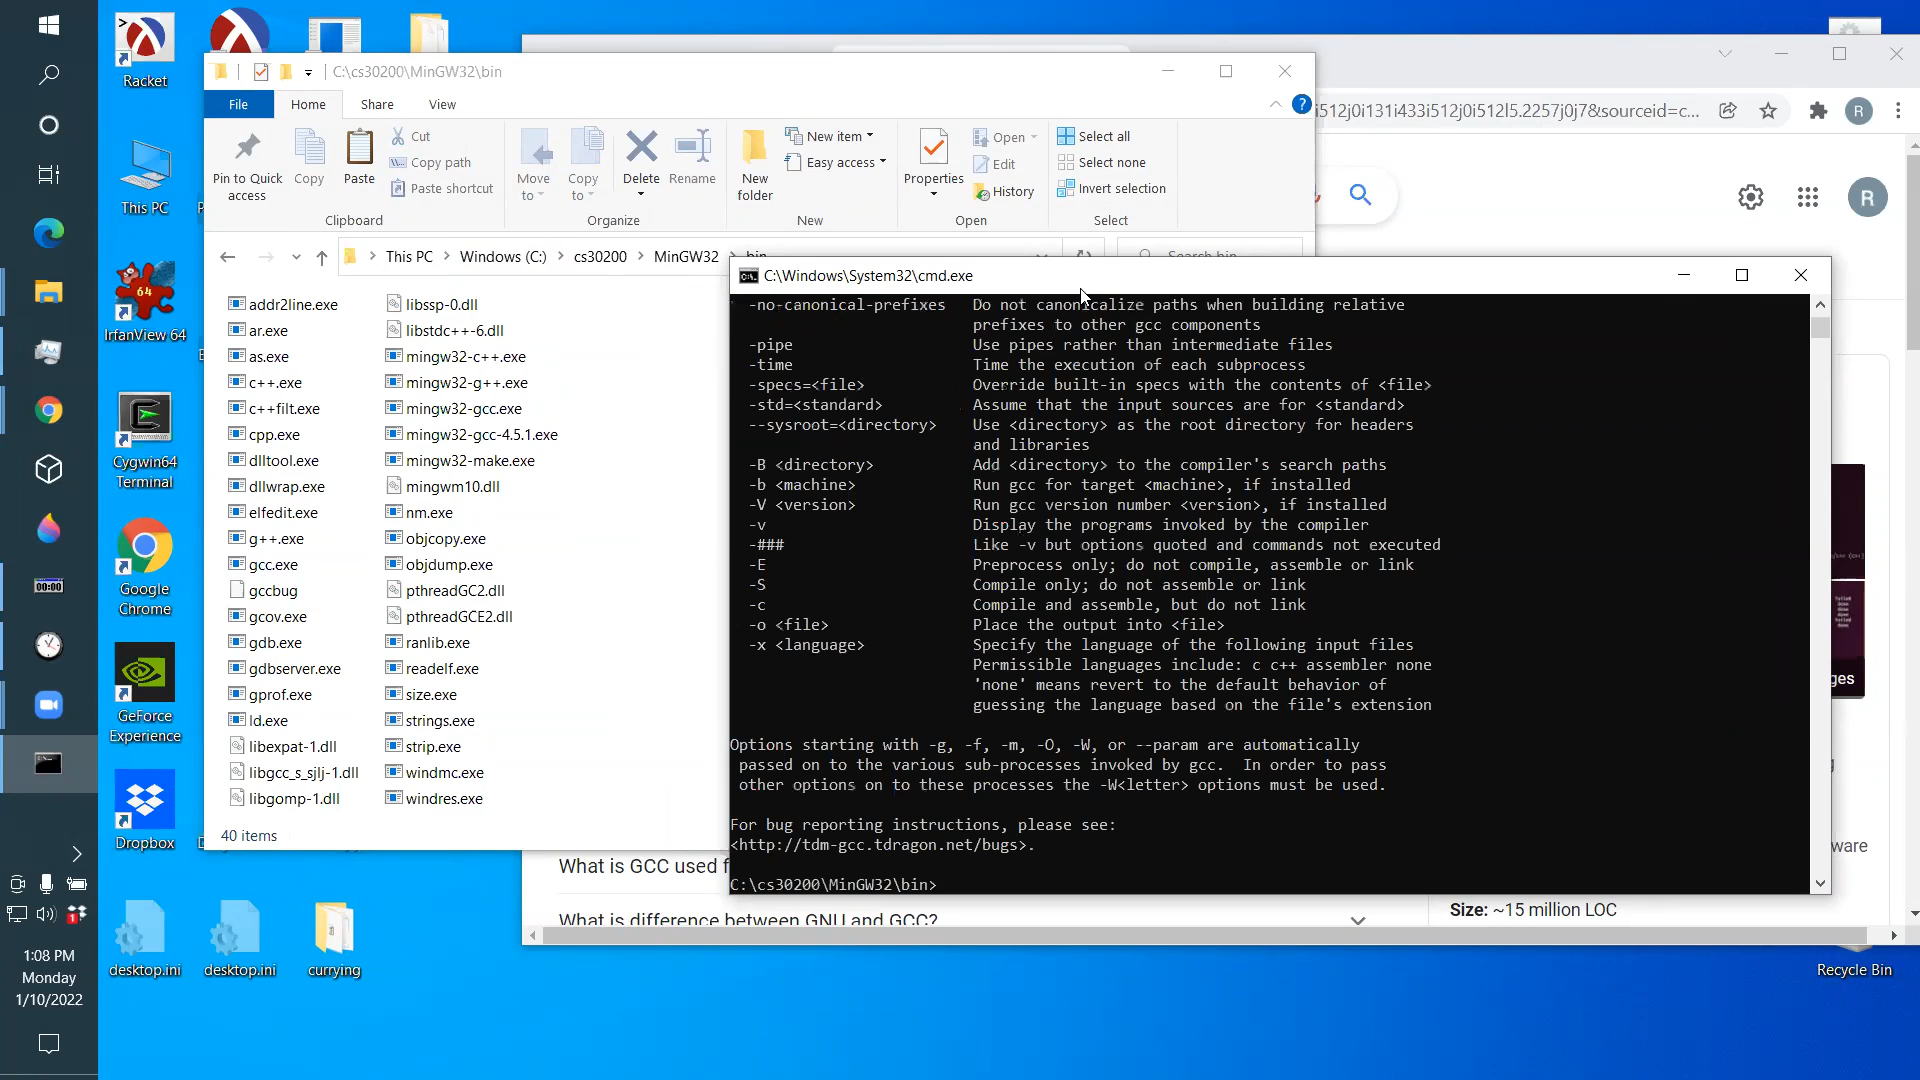 Racket
This PC
IrfanView 64
Cygwin64
Terminal
Google
Chrome
GeForce
Experience
Dropbox
desktop.ini
desktop.ini
currying
Recycle Bin
1:08 PM
Monday
1/10/2022
00:00
C:\cs30200\MinGW32\bin
File
Home
Share
View
Pin to Quick
access
Copy
Paste
Cut
Copy path
Paste shortcut
Clipboard
Move
to
Copy
to
Delete
Rename
Organize
New
folder
New item
Easy access
New
Properties
Open
Edit
History
Open
Select all
Select none
Invert selection
Select
This PC
Windows (C:)
cs30200
MinGW32
bin
Search bin
addr2line.exe
ar.exe
as.exe
c++.exe
c++filt.exe
cpp.exe
dlltool.exe
dllwrap.exe
elfedit.exe
g++.exe
gcc.exe
gccbug
gcov.exe
gdb.exe
gdbserver.exe
gprof.exe
ld.exe
libexpat-1.dll
libgcc_s_sjlj-1.dll
libgomp-1.dll
libssp-0.dll
libstdc++-6.dll
mingw32-c++.exe
mingw32-g++.exe
mingw32-gcc.exe
mingw32-gcc-4.5.1.exe
mingw32-make.exe
mingwm10.dll
nm.exe
objcopy.exe
objdump.exe
pthreadGC2.dll
pthreadGCE2.dll
ranlib.exe
readelf.exe
size.exe
strings.exe
strip.exe
windmc.exe
windres.exe
40 items
i512j0i131i433i512j0i512l5.2257j0j7&sourceid=c...
R
R
C:\Windows\System32\cmd.exe
-no-canonical-prefixes Do not canonicalize paths when building relative
prefixes to other gcc components
-pipe Use pipes rather than intermediate files
-time Time the execution of each subprocess
-specs=<file> Override built-in specs with the contents of <file>
-std=<standard> Assume that the input sources are for <standard>
--sysroot=<directory> Use <directory> as the root directory for headers
and libraries
-B <directory> Add <directory> to the compiler's search paths
-b <machine> Run gcc for target <machine>, if installed
-V <version> Run gcc version number <version>, if installed
-v Display the programs invoked by the compiler
-### Like -v but options quoted and commands not executed
-E Preprocess only; do not compile, assemble or link
-S Compile only; do not assemble or link
-c Compile and assemble, but do not link
-o <file> Place the output into <file>
-x <language> Specify the language of the following input files
Permissible languages include: c c++ assembler none
'none' means revert to the default behavior of
guessing the language based on the file's extension
Options starting with -g, -f, -m, -O, -W, or --param are automatically
passed on to the various sub-processes invoked by gcc. In order to pass
other options on to these processes the -W<letter> options must be used.
For bug reporting instructions, please see:
<http://tdm-gcc.tdragon.net/bugs>.
C:\cs30200\MinGW32\bin>
What is GCC used f
What is difference between GNU and GCC?
ges
ware
Size: ~15 million LOC